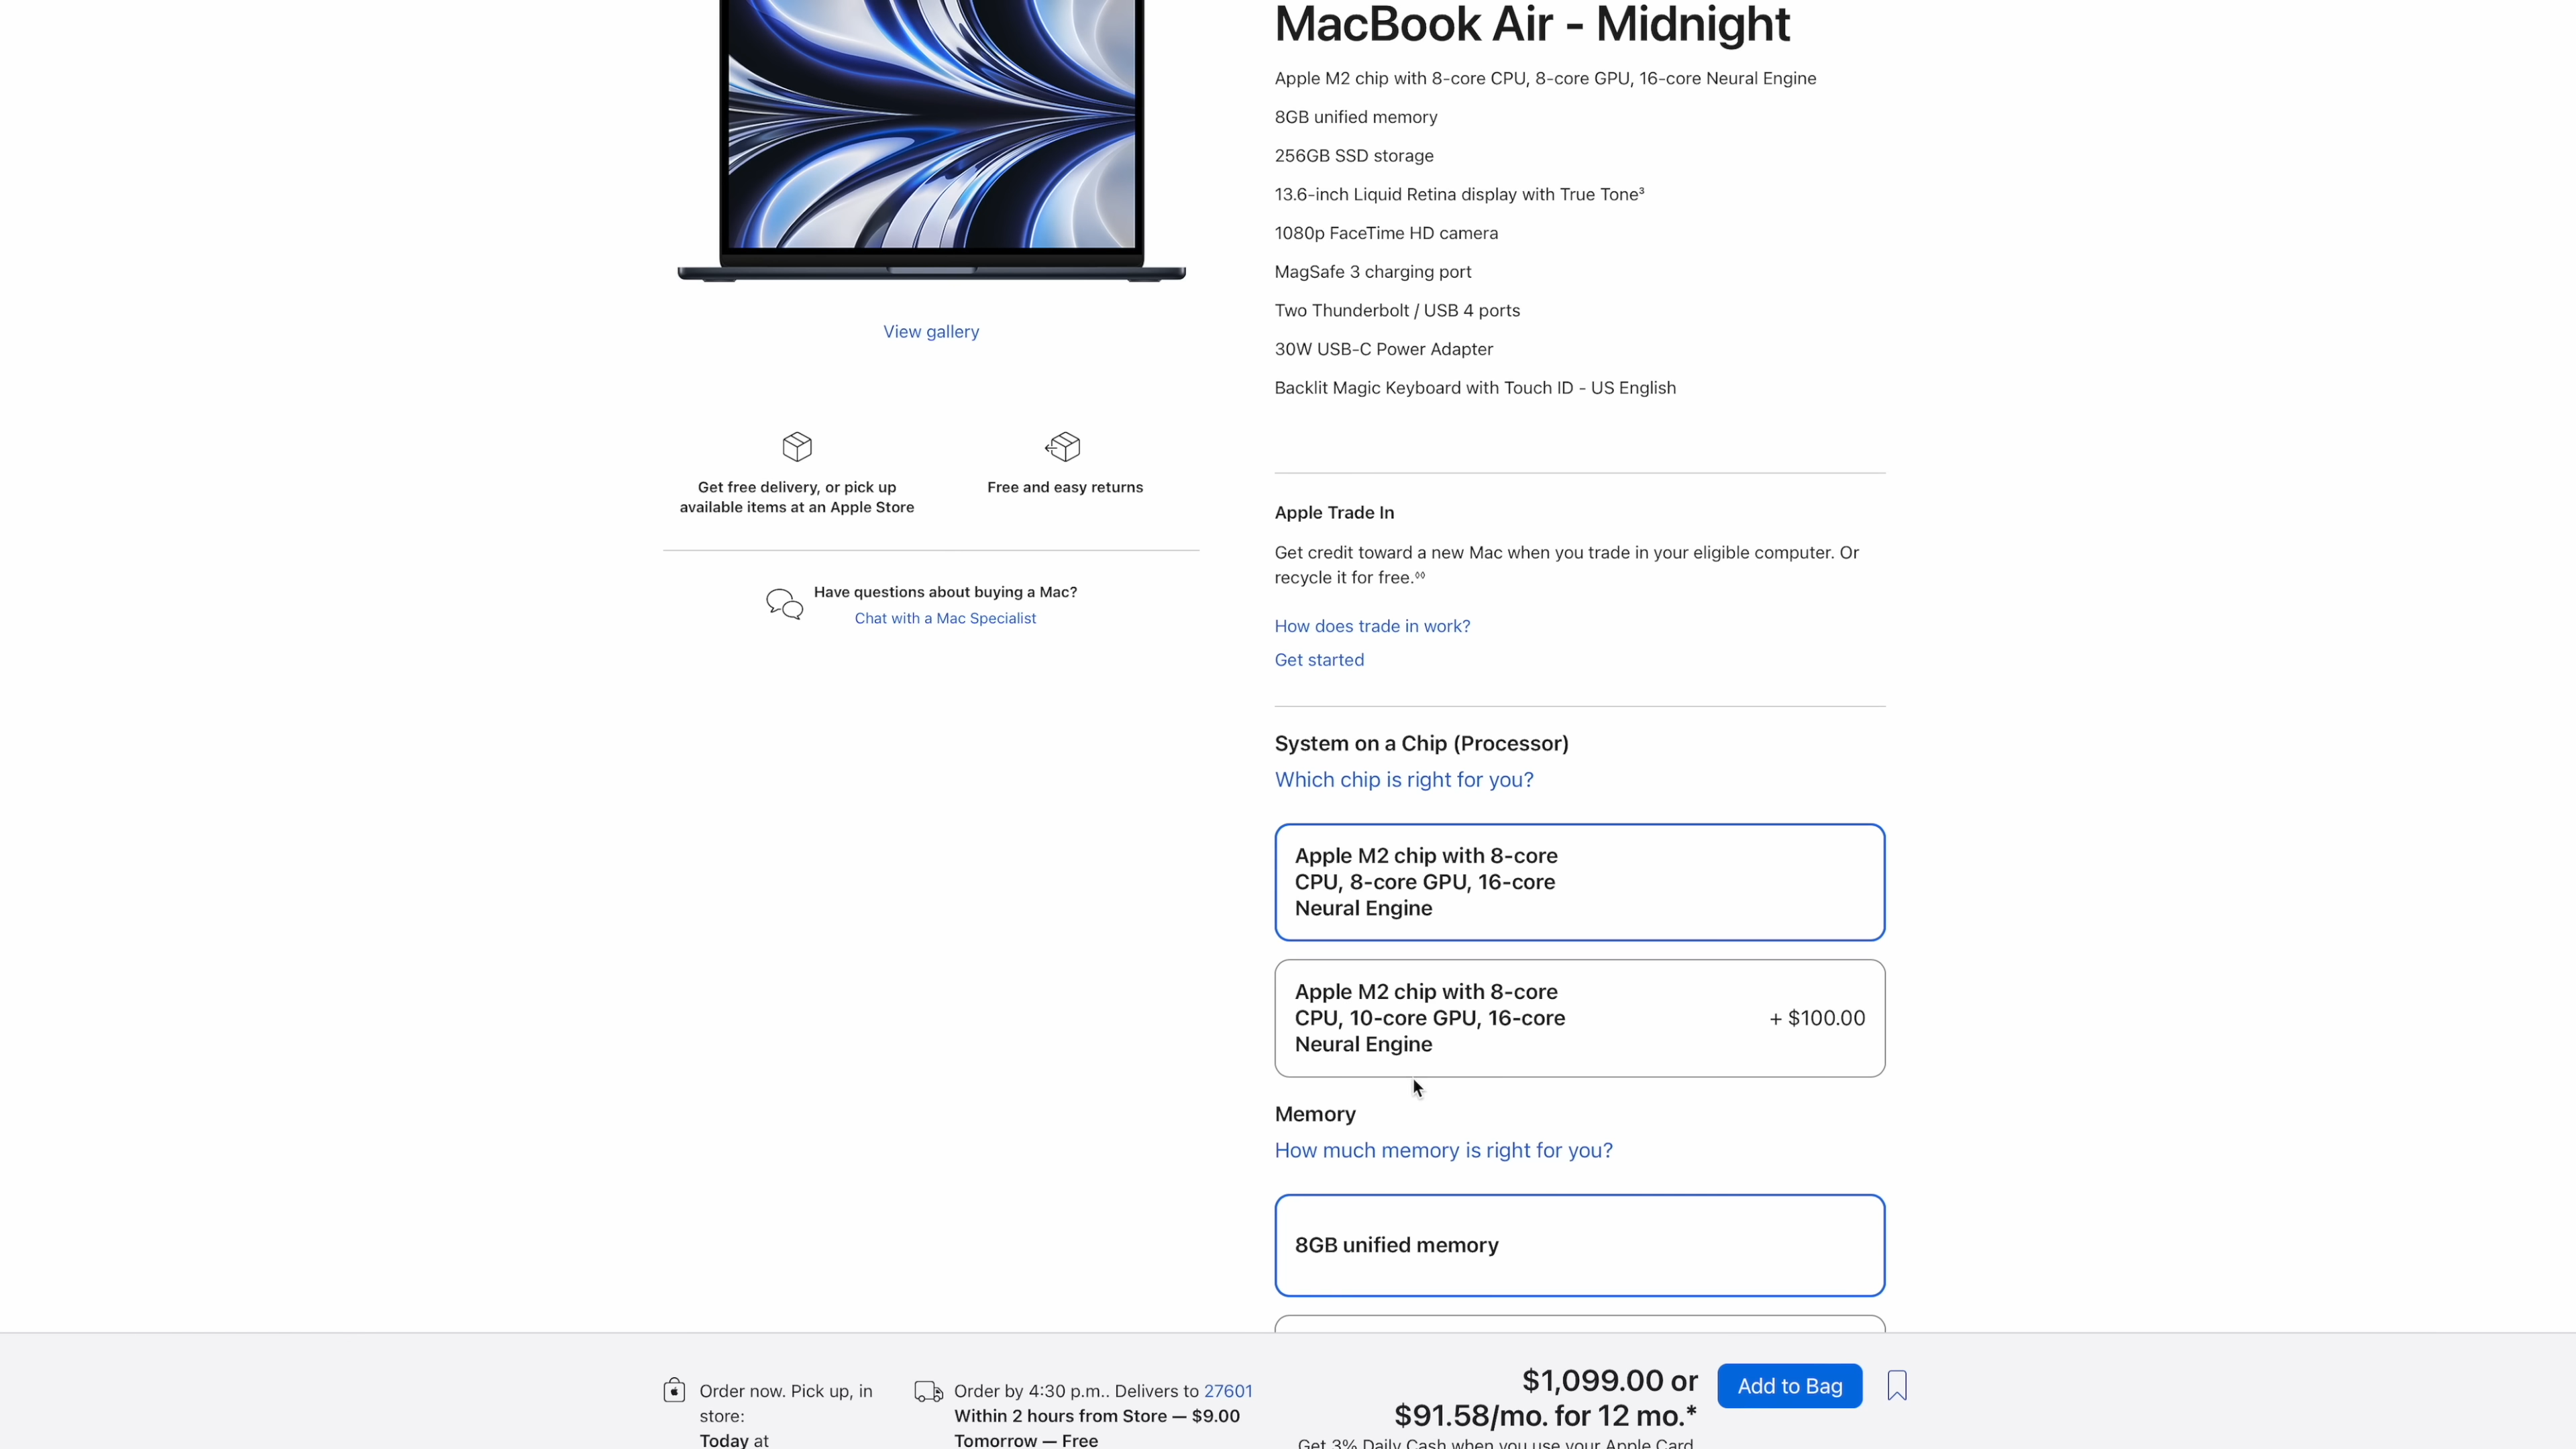 MacBook Air - Midnight
Apple M2 chip with 8-core CPU, 8-core GPU, 16-core Neural Engine
8GB unified memory
256GB SSD storage
13.6-inch Liquid Retina display with True Tone³
1080p FaceTime HD camera
MagSafe 3 charging port
Two Thunderbolt / USB 4 ports
30W USB-C Power Adapter
Backlit Magic Keyboard with Touch ID - US English
View gallery
Get free delivery, or pick up
available items at an Apple Store
Free and easy returns
Have questions about buying a Mac?
Chat with a Mac Specialist
Apple Trade In
Get credit toward a new Mac when you trade in your eligible computer. Or
recycle it for free.◊◊
How does trade in work?
Get started
System on a Chip (Processor)
Which chip is right for you?
Apple M2 chip with 8-core
CPU, 8-core GPU, 16-core
Neural Engine
Apple M2 chip with 8-core
CPU, 10-core GPU, 16-core
Neural Engine
+ $100.00
Memory
How much memory is right for you?
8GB unified memory
Order now. Pick up, in
store:
Today at
Order by 4:30 p.m.. Delivers to 27601
Within 2 hours from Store — $9.00
Tomorrow — Free
$1,099.00 or
$91.58/mo. for 12 mo.*
Get 3% Daily Cash when you use your Apple Card
Add to Bag